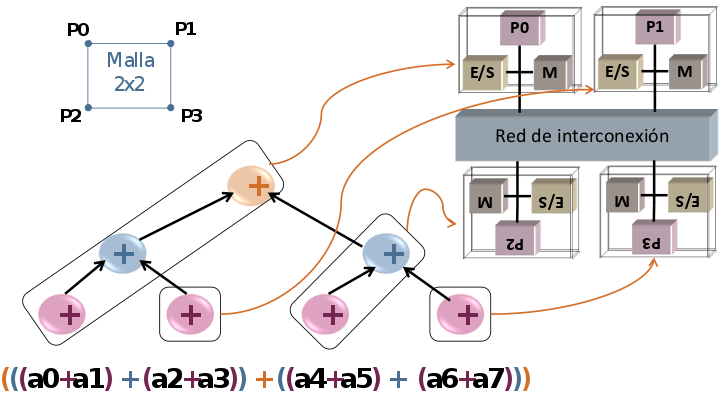 P0 P1
Malla
2x2
P2 P3
P0 P1
E/S M E/S M
Red de interconexión
M E/S M E/S
P2 P3
+
+ +
+ + + +
(((a0+a1) +(a2+a3)) +((a4+a5) + (a6+a7)))